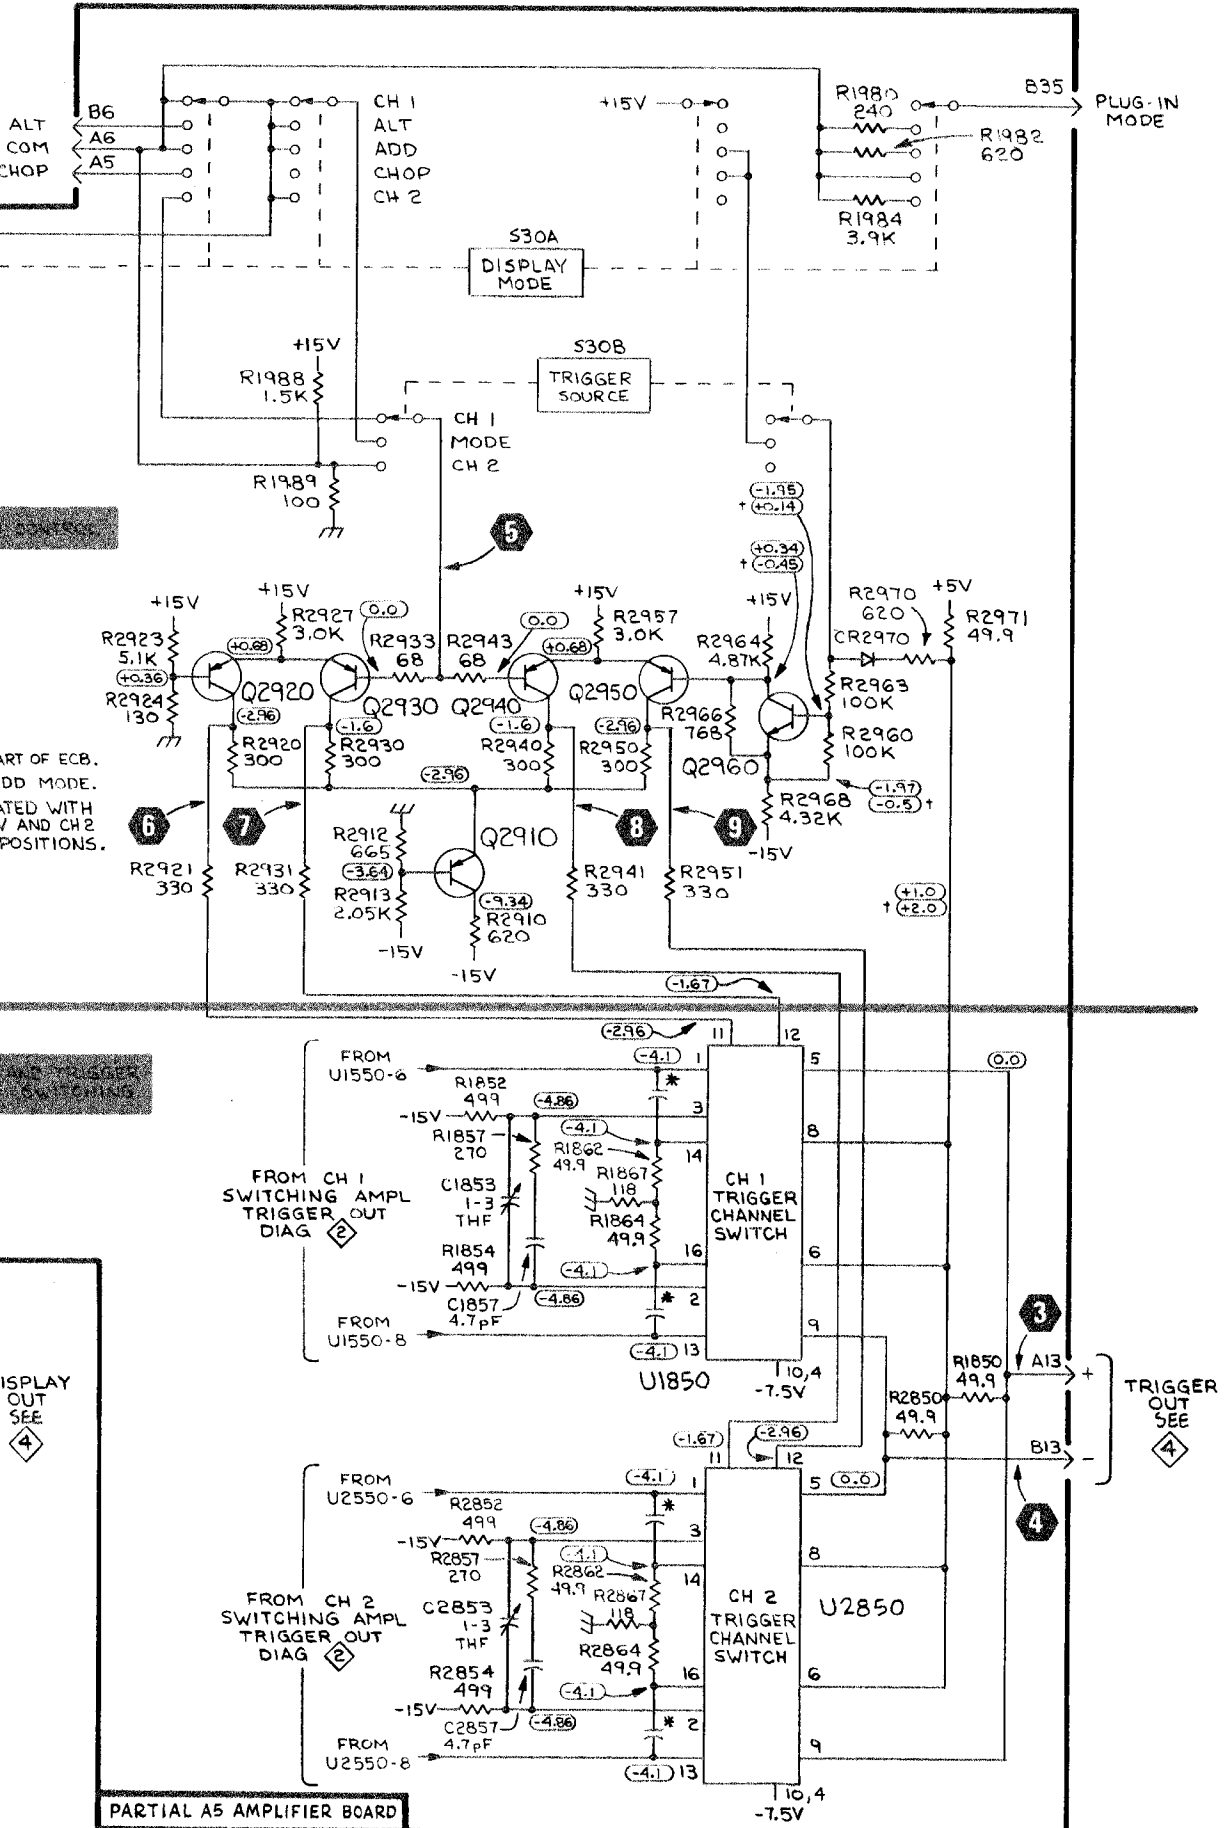 ALT
COM
CHOP
B6
A6
A5
CH 1
ALT
ADD
CHOP
CH 2
+15V
R1980
240
R1982
620
R1984
3.9K
B35
PLUG-IN
MODE
S30A
DISPLAY
MODE
+15V
R1988
1.5K
R1989
100
S30B
TRIGGER
SOURCE
CH 1
MODE
CH 2
CONTROL
5
-1.95
† +0.14
+0.34
† -0.45
+15V
R2923
5.1K
+0.36
R2924
130
+15V
R2927
3.0K
+0.68
Q2920
-2.96
R2920
300
0.0
R2933
68
Q2930
-1.6
R2930
300
R2943
68
0.0
Q2940
-1.6
R2940
300
+15V
R2957
3.0K
+0.68
Q2950
-2.96
R2950
300
+15V
R2964
4.87K
R2966
768
Q2960
R2970
620
CR2970
+5V
R2971
49.9
R2963
100K
R2960
100K
-1.97
-0.5 †
R2968
4.32K
-15V
-2.96
ART OF ECB.
DD MODE.
ATED WITH
V AND CH2
POSITIONS.
6
7
8
9
R2921
330
R2931
330
R2912
665
-3.64
R2913
2.05K
-15V
Q2910
-9.34
R2910
620
-15V
R2941
330
R2951
330
+1.0
† +2.0
-1.67
-2.96
11
12
AND TRIGGER
SWITCHING
FROM
U1550-6
-4.1
1
5
0.0
*
R1852
499
-15V
-4.86
3
8
R1857
270
-4.1
R1862
49.9
14
R1867
118
C1853
1-3
THF
R1864
49.9
FROM CH 1
SWITCHING AMPL
TRIGGER OUT
DIAG 2
CH 1
TRIGGER
CHANNEL
SWITCH
R1854
499
-15V
-4.1
16
6
-4.86
*
2
C1857
4.7pF
9
FROM
U1550-8
-4.1
13
U1850
10,4
-7.5V
3
R1850
49.9
A13
+
R2850
49.9
TRIGGER
OUT
SEE
4
B13
-
4
ISPLAY
OUT
SEE
4
-1.67
-2.96
11
12
FROM
U2550-6
-4.1
1
5
0.0
*
R2852
499
-15V
-4.86
3
8
R2857
270
-4.1
R2862
49.9
14
R2867
118
C2853
1-3
THF
R2864
49.9
FROM CH 2
SWITCHING AMPL
TRIGGER OUT
DIAG 2
CH 2
TRIGGER
CHANNEL
SWITCH
U2850
R2854
499
-15V
-4.1
16
6
-4.86
*
2
C2857
4.7pF
9
FROM
U2550-8
-4.1
13
10,4
-7.5V
PARTIAL A5 AMPLIFIER BOARD